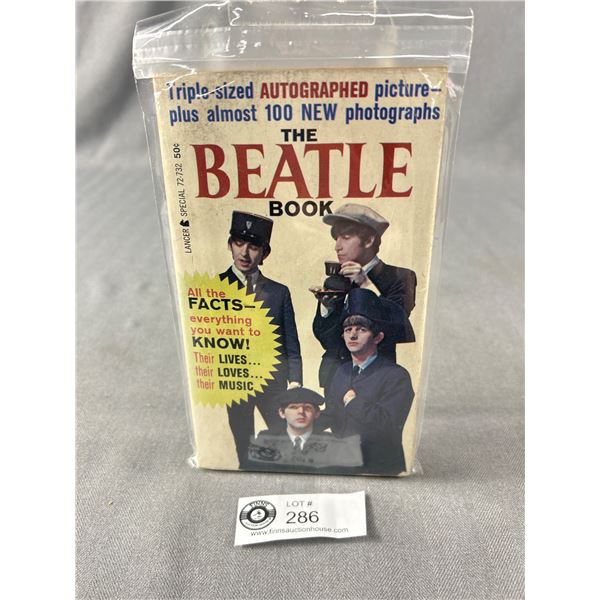 Triple-sized AUTOGRAPHED picture—
plus almost 100 NEW photographs
THE
BEATLE
BOOK
LANCER SPECIAL 72-732 50¢
All the
FACTS—
everything
you want to
KNOW!
Their LIVES...
their LOVES...
their MUSIC
FINNS
LOT #
286
www.finnsauctionhouse.com